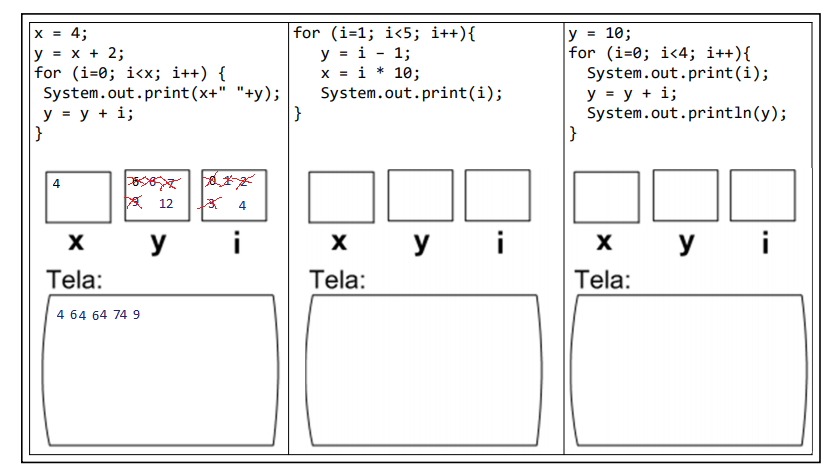 x = 4;
y = x + 2;
for (i=0; i<x; i++) {
System.out.print(x+" "+y);
y = y + i;
}
4
6 6 7
9 12
0 1 2
3 4
x y i
Tela:
4 64 64 74 9
for (i=1; i<5; i++){
y = i – 1;
x = i * 10;
System.out.print(i);
}
x y i
Tela:
y = 10;
for (i=0; i<4; i++){
System.out.print(i);
y = y + i;
System.out.println(y);
}
x y i
Tela: